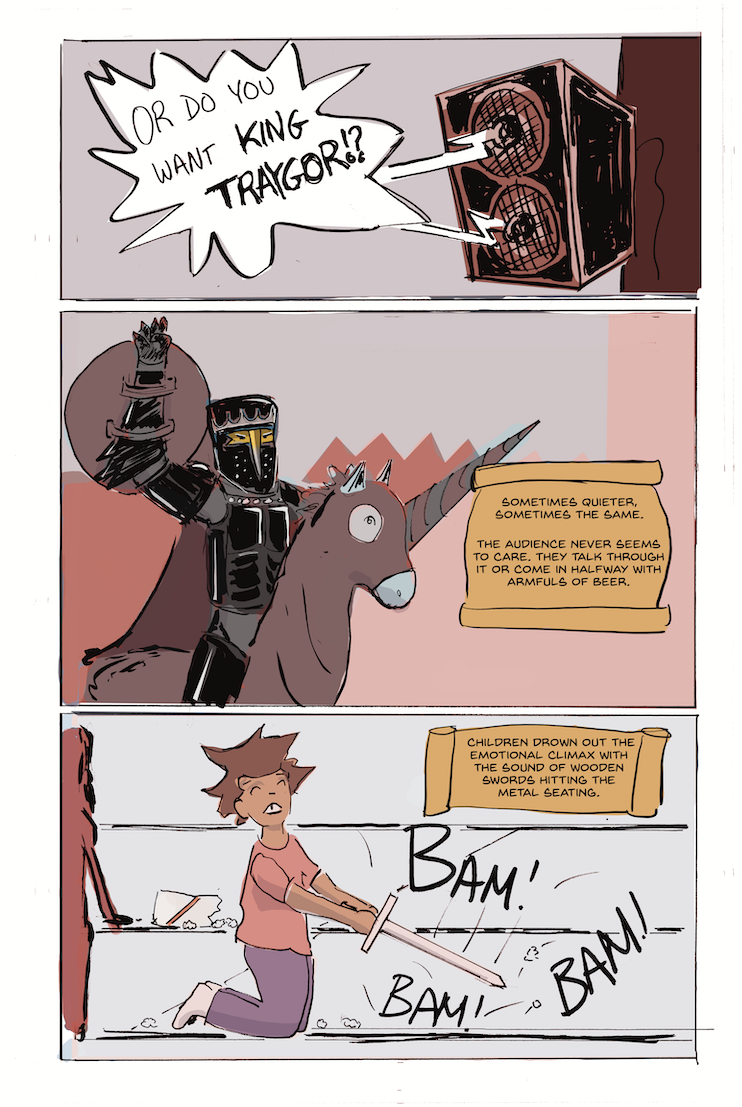 OR DO YOU
WANT KING
TRAYGOR!?
SOMETIMES QUIETER,
SOMETIMES THE SAME.
THE AUDIENCE NEVER SEEMS
TO CARE. THEY TALK THROUGH
IT OR COME IN HALFWAY WITH
ARMFULS OF BEER.
CHILDREN DROWN OUT THE
EMOTIONAL CLIMAX WITH
THE SOUND OF WOODEN
SWORDS HITTING THE
METAL SEATING.
BAM!
BAM!
BAM!